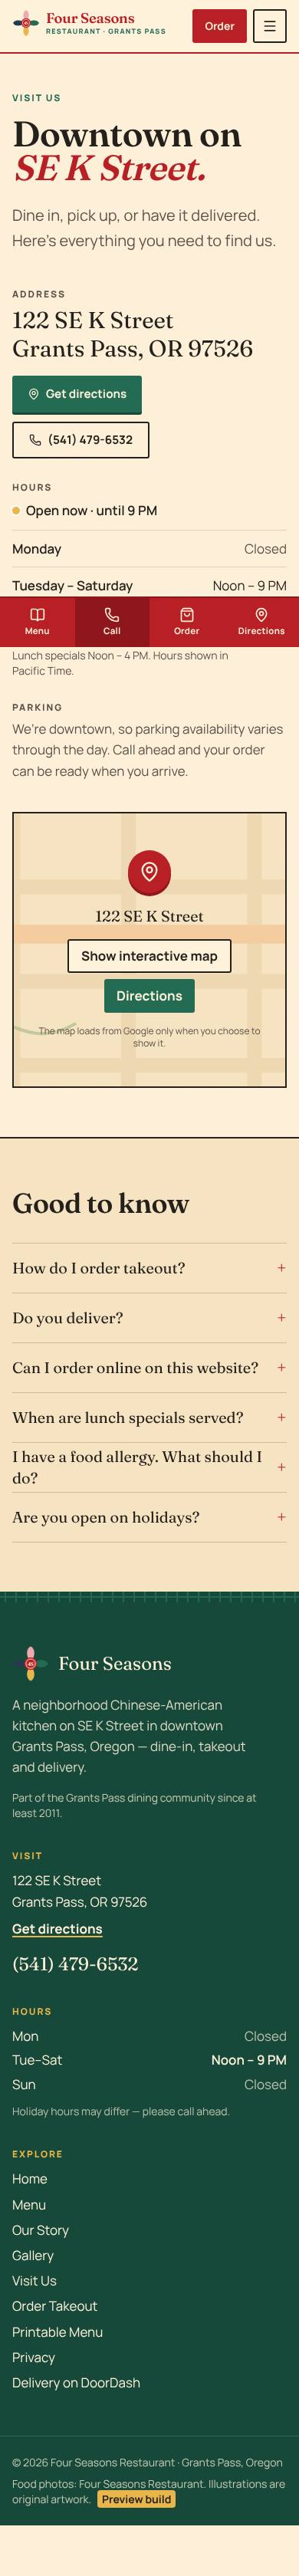 Four Seasons
RESTAURANT · GRANTS PASS
Order
VISIT US
Downtown on
SE K Street.
Dine in, pick up, or have it delivered.
Here's everything you need to find us.
ADDRESS
122 SE K Street
Grants Pass, OR 97526
Get directions
(541) 479-6532
HOURS
Open now · until 9 PM
Monday Closed
Tuesday – Saturday Noon – 9 PM
Menu Call Order Directions
Lunch specials Noon – 4 PM. Hours shown in
Pacific Time.
PARKING
We're downtown, so parking availability varies
through the day. Call ahead and your order
can be ready when you arrive.
122 SE K Street
Show interactive map
Directions
The map loads from Google only when you choose to
show it.
Good to know
How do I order takeout? +
Do you deliver? +
Can I order online on this website? +
When are lunch specials served? +
I have a food allergy. What should I
do? +
Are you open on holidays? +
Four Seasons
A neighborhood Chinese-American
kitchen on SE K Street in downtown
Grants Pass, Oregon — dine-in, takeout
and delivery.
Part of the Grants Pass dining community since at
least 2011.
VISIT
122 SE K Street
Grants Pass, OR 97526
Get directions
(541) 479-6532
HOURS
Mon Closed
Tue–Sat Noon – 9 PM
Sun Closed
Holiday hours may differ — please call ahead.
EXPLORE
Home
Menu
Our Story
Gallery
Visit Us
Order Takeout
Printable Menu
Privacy
Delivery on DoorDash
© 2026 Four Seasons Restaurant · Grants Pass, Oregon
Food photos: Four Seasons Restaurant. Illustrations are
original artwork. Preview build